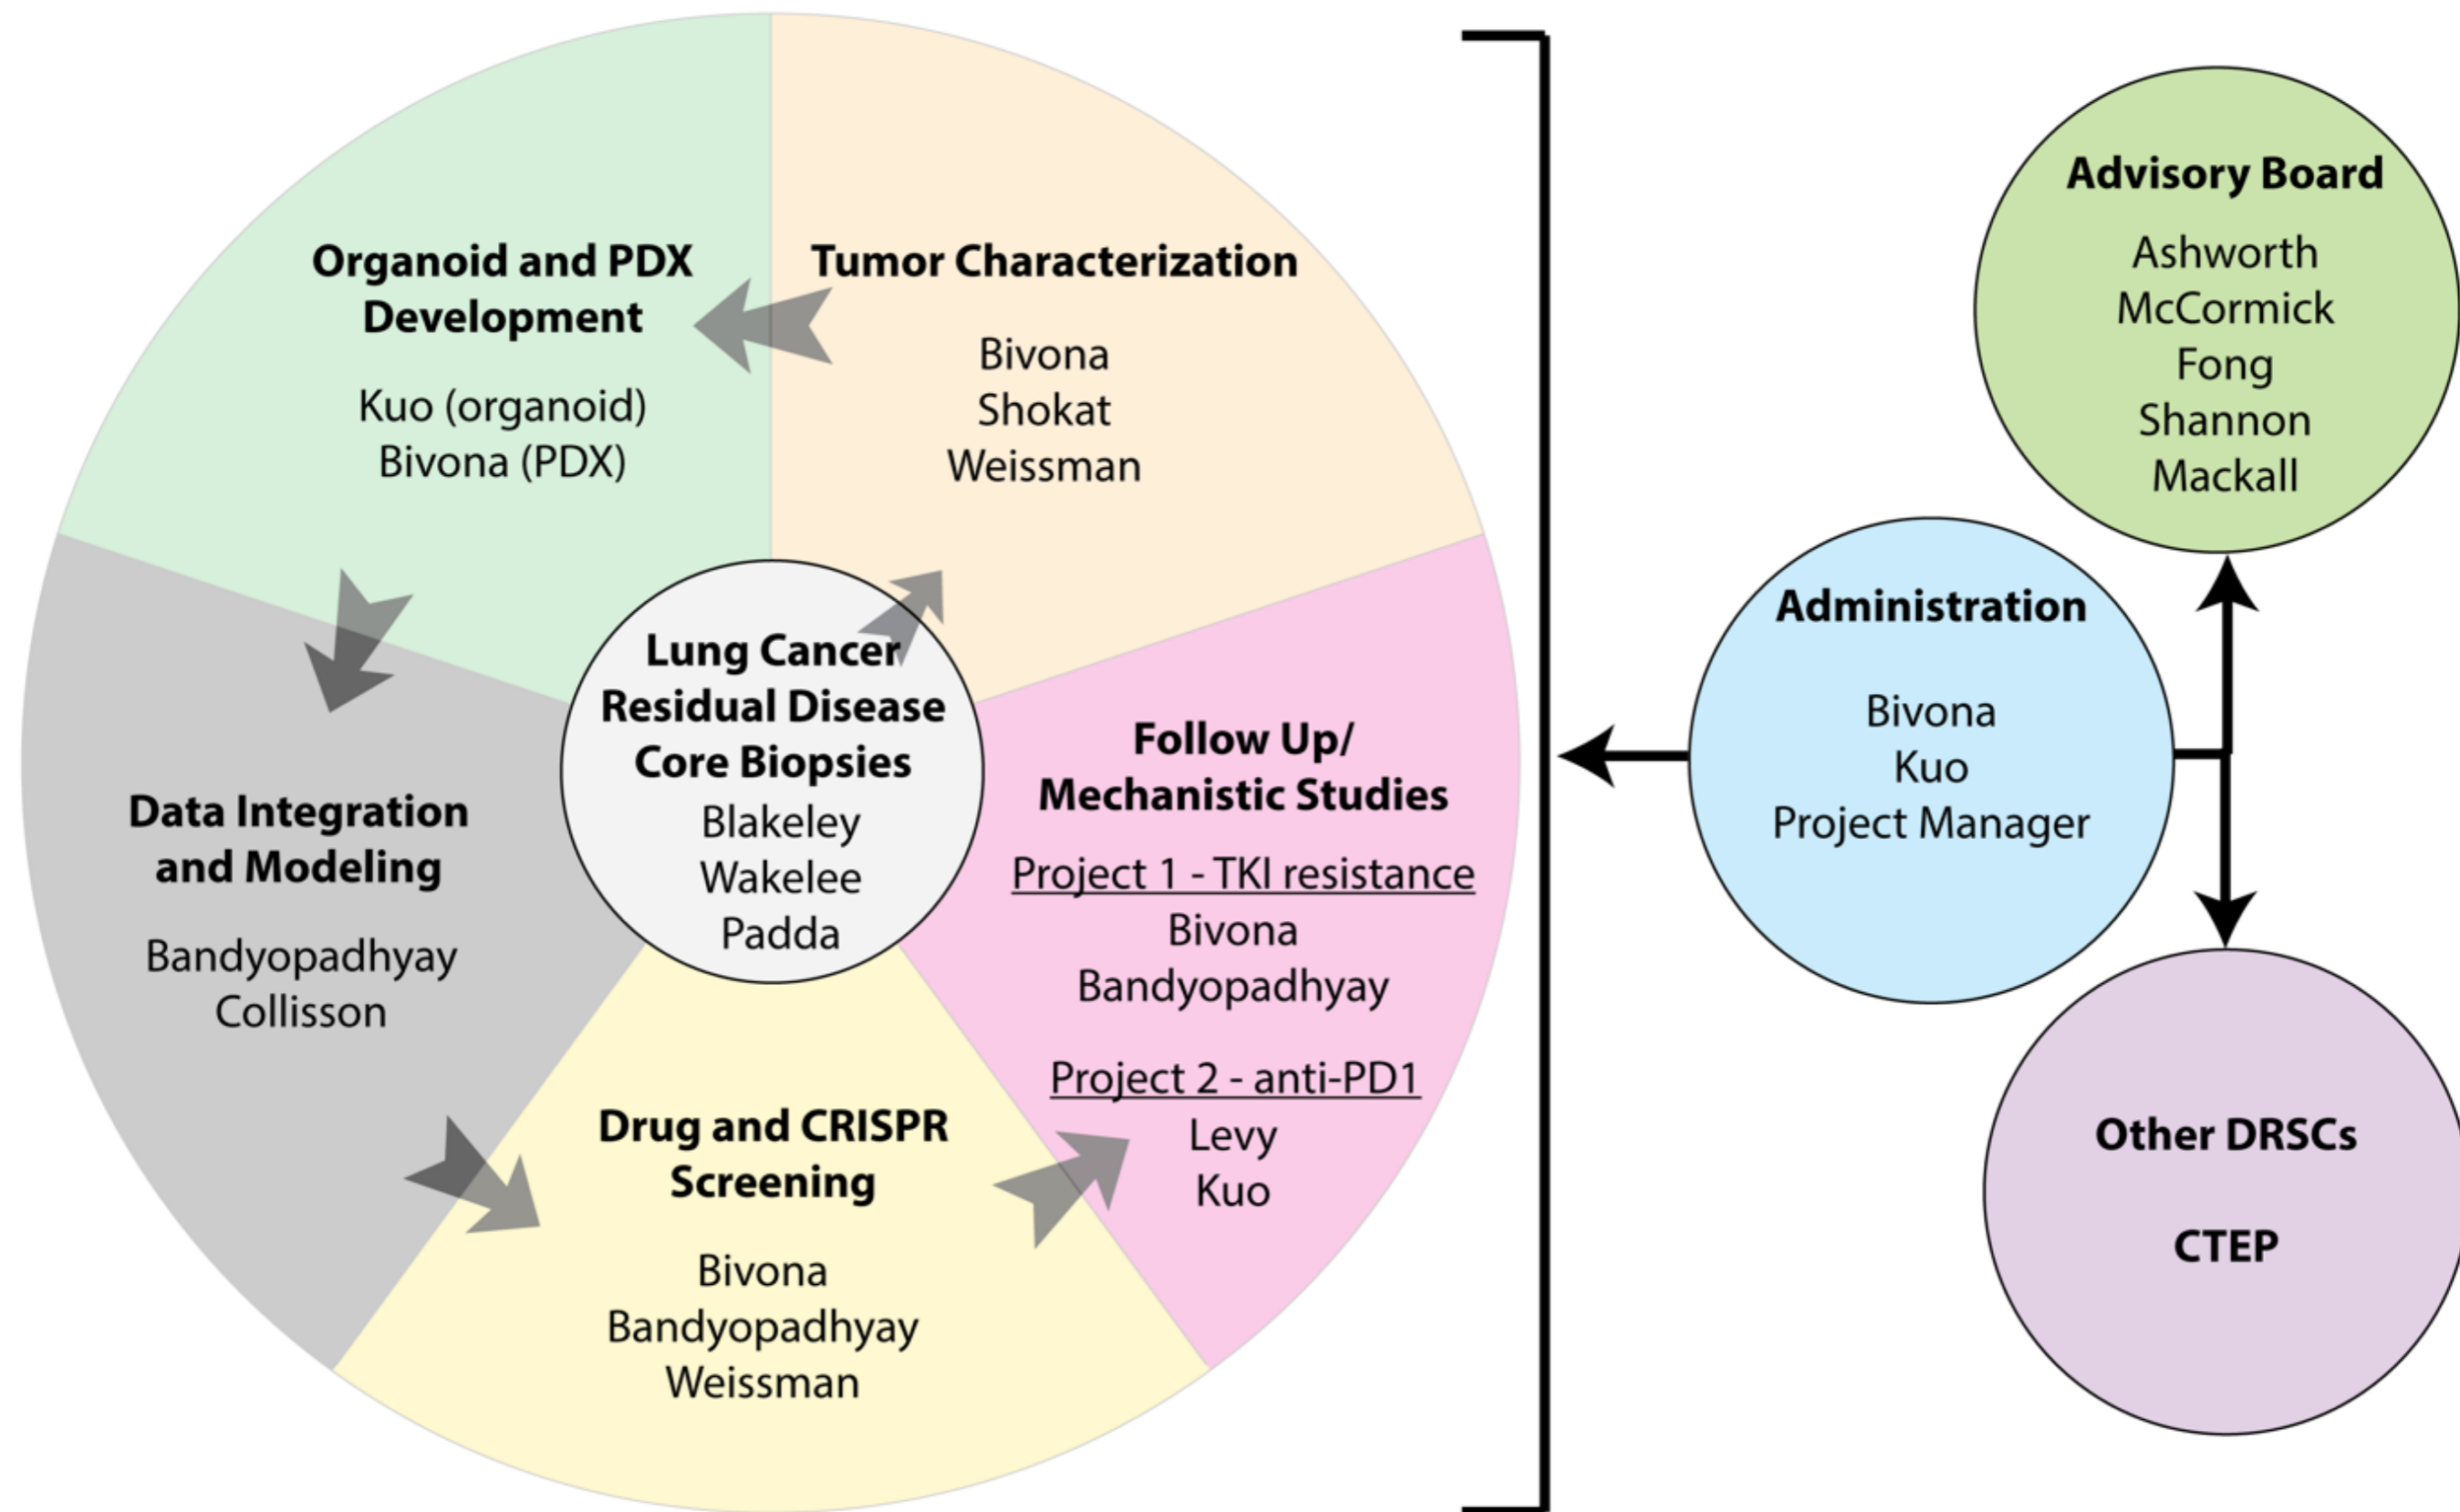 Organoid and PDX
Development
Kuo (organoid)
Bivona (PDX)
Tumor Characterization
Bivona
Shokat
Weissman
Lung Cancer
Residual Disease
Core Biopsies
Blakeley
Wakelee
Padda
Data Integration
and Modeling
Bandyopadhyay
Collisson
Drug and CRISPR
Screening
Bivona
Bandyopadhyay
Weissman
Follow Up/
Mechanistic Studies
Project 1 - TKI resistance
Bivona
Bandyopadhyay
Project 2 - anti-PD1
Levy
Kuo
Administration
Bivona
Kuo
Project Manager
Advisory Board
Ashworth
McCormick
Fong
Shannon
Mackall
Other DRSCs
CTEP